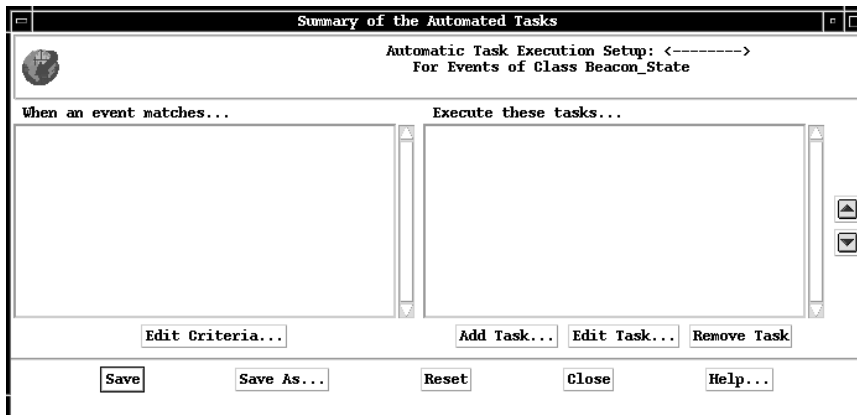 Summary of the Automated Tasks
Automatic Task Execution Setup: <-------->
For Events of Class Beacon_State
When an event matches...
Execute these tasks...
Edit Criteria...
Add Task...
Edit Task...
Remove Task
Save
Save As...
Reset
Close
Help...